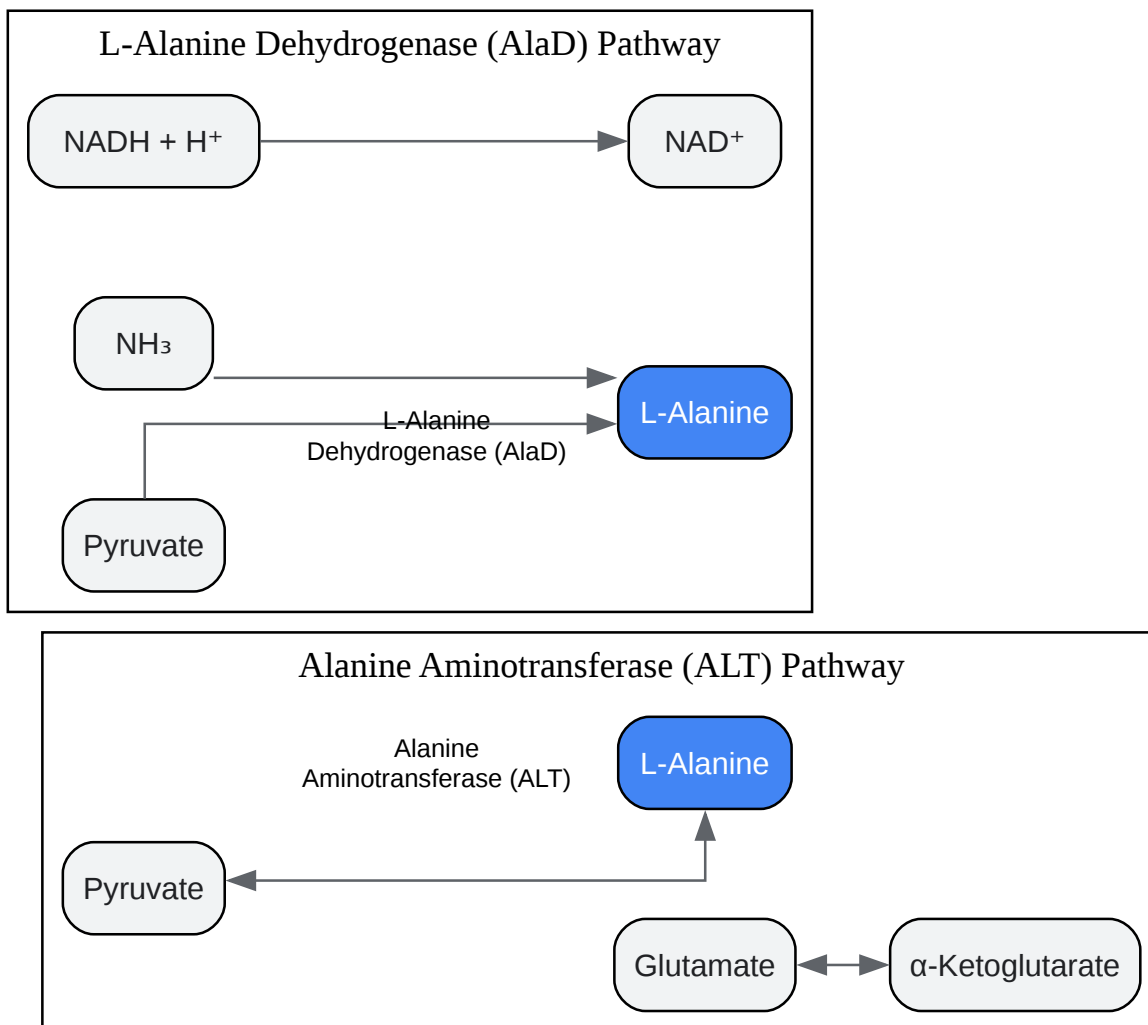 L-Alanine Dehydrogenase (AlaD) Pathway
NADH + H⁺
NAD⁺
NH₃
L-Alanine
L-Alanine
Dehydrogenase (AlaD)
Pyruvate
Alanine Aminotransferase (ALT) Pathway
Alanine
Aminotransferase (ALT)
L-Alanine
Pyruvate
Glutamate
α-Ketoglutarate